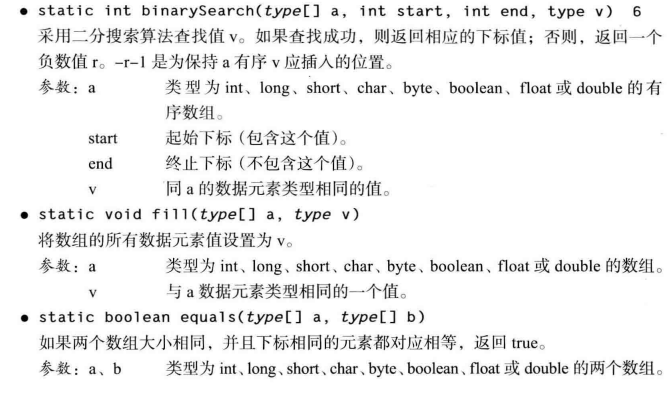 • static int binarySearch(type[] a, int start, int end, type v) 6
采用二分搜索算法查找值 v。如果查找成功，则返回相应的下标值；否则，返回一个
负数值 r。-r-1 是为保持 a 有序 v 应插入的位置。
参数：a 类型为 int、long、short、char、byte、boolean、float 或 double 的有
序数组。
start 起始下标（包含这个值）。
end 终止下标（不包含这个值）。
v 同 a 的数据元素类型相同的值。
• static void fill(type[] a, type v)
将数组的所有数据元素值设置为 v。
参数：a 类型为 int、long、short、char、byte、boolean、float 或 double 的数组。
v 与 a 数据元素类型相同的一个值。
• static boolean equals(type[] a, type[] b)
如果两个数组大小相同，并且下标相同的元素都对应相等，返回 true。
参数：a、b 类型为 int、long、short、char、byte、boolean、float 或 double 的两个数组。